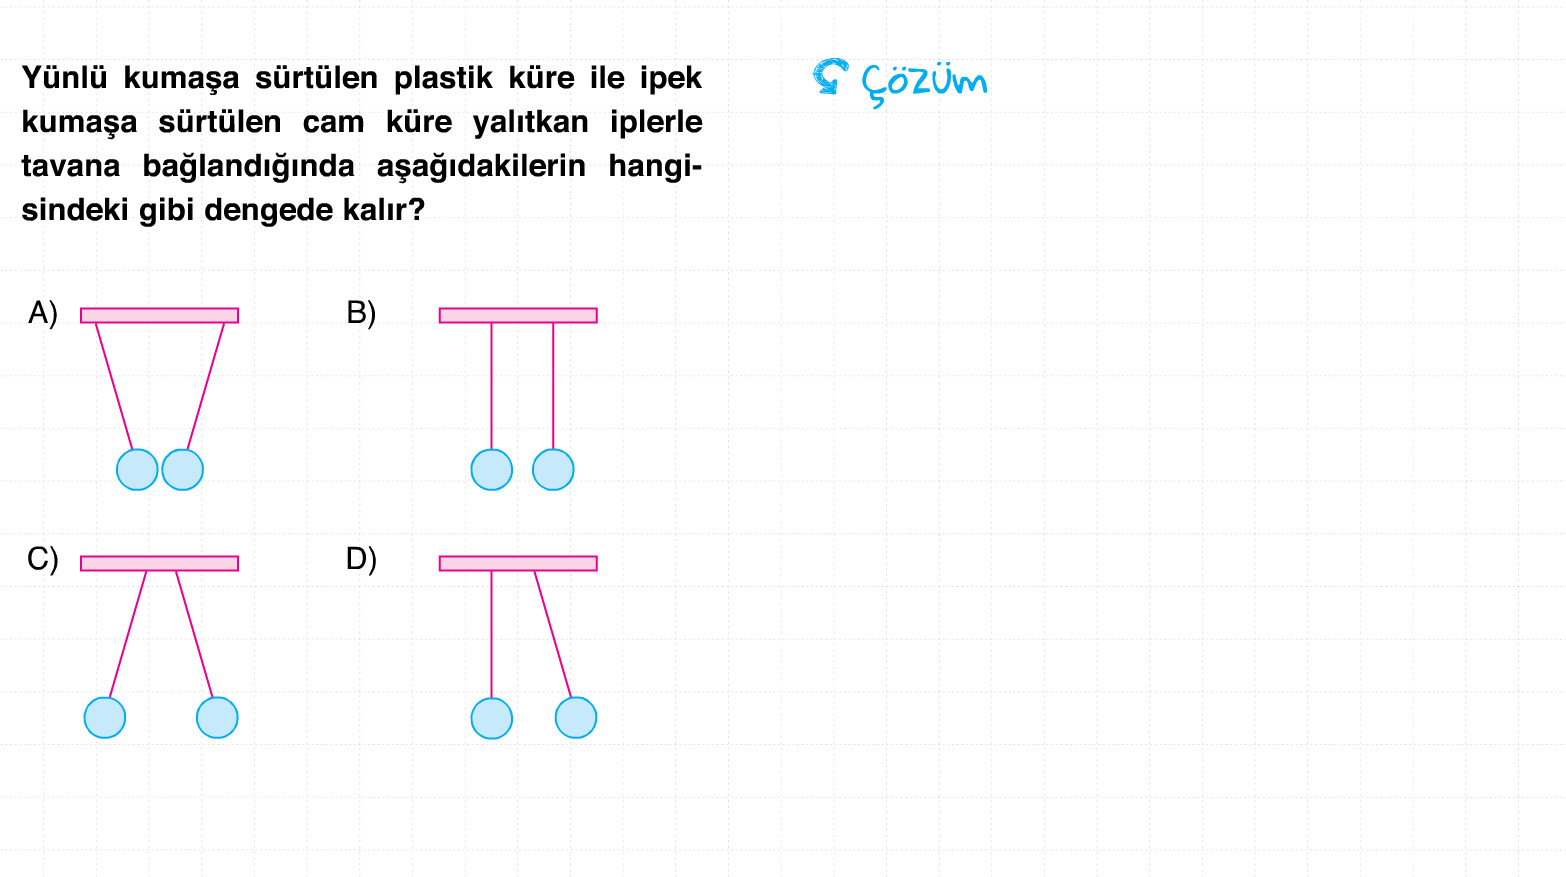 Yünlü kumaşa sürtülen plastik küre ile ipek
kumaşa sürtülen cam küre yalıtkan iplerle
tavana bağlandığında aşağıdakilerin hangi-
sindeki gibi dengede kalır?
Çözüm
A)
B)
C)
D)